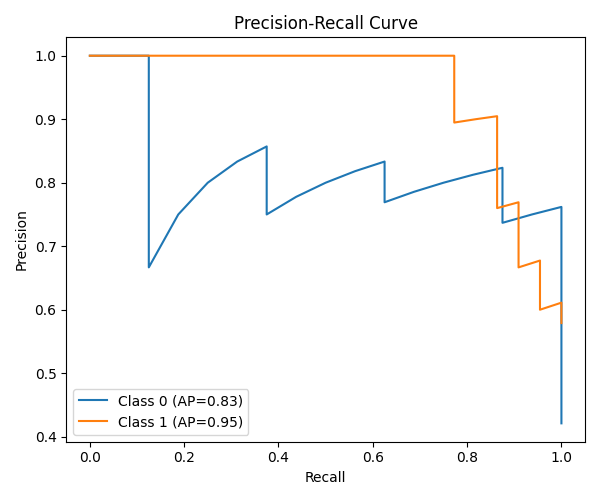 Precision-Recall Curve
1.0
0.9
0.8
0.7
0.6
0.5
0.4
Precision
Class 0 (AP=0.83)
Class 1 (AP=0.95)
0.0 0.2 0.4 0.6 0.8 1.0
Recall